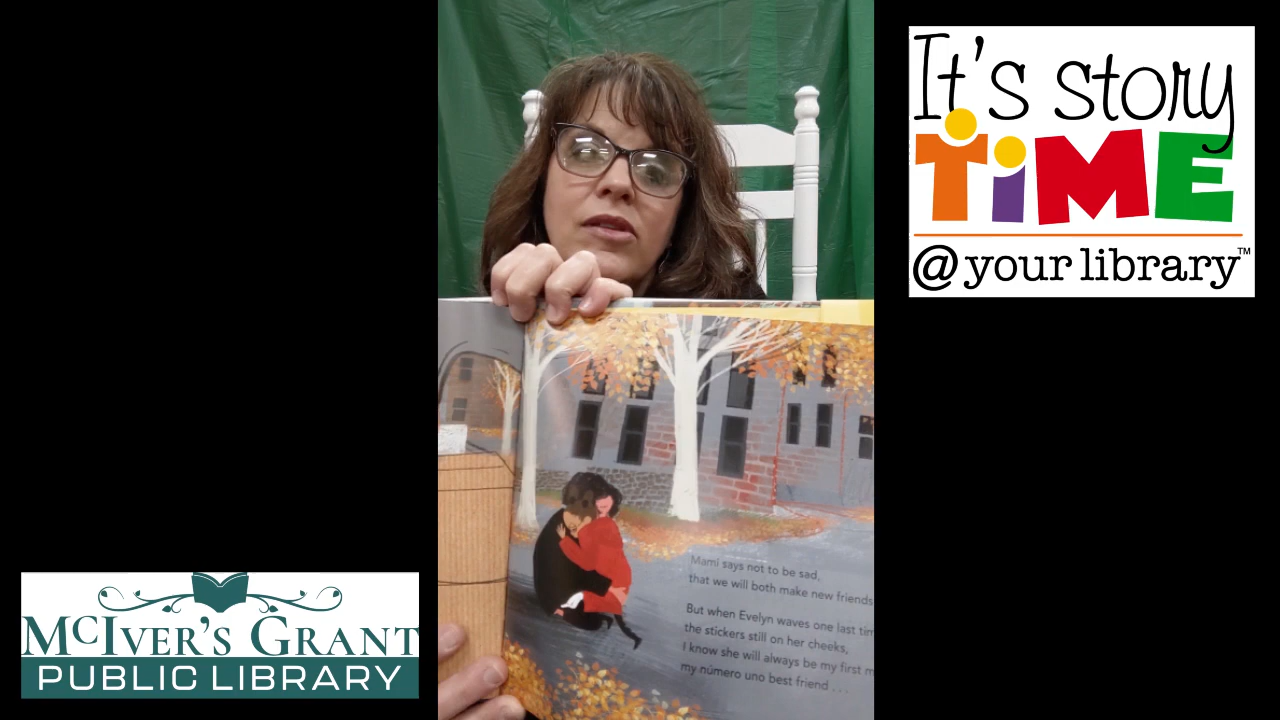 It's story
TiME
@ your library™
Mami says not to be sad,
that we will both make new friends
But when Evelyn waves one last
the stickers still on her cheeks,
I know she will always be my first
my número uno best friend . . .
McIver's Grant
PUBLIC LIBRARY